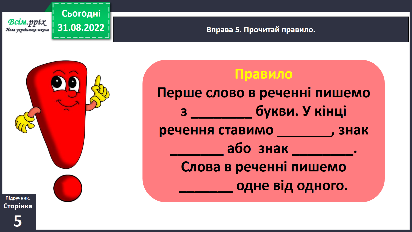 Всім.pptx
Нова українська школа
Сьогодні
31.08.2022
Вправа 5. Прочитай правило.
Правило
Перше слово в реченні пишемо
з ________ букви. У кінці
речення ставимо _______, знак
________ або знак _________.
Слова в реченні пишемо
_______ одне від одного.
Підручник.
Сторінка
5